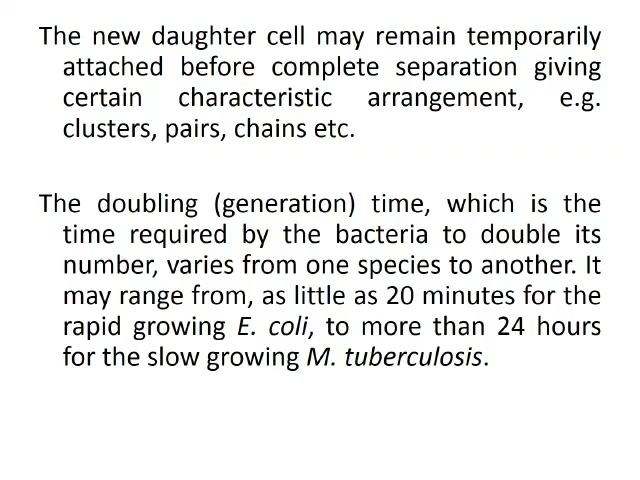 The new daughter cell may remain temporarily
attached before complete separation giving
certain characteristic arrangement, e.g.
clusters, pairs, chains etc.
The doubling (generation) time, which is the
time required by the bacteria to double its
number, varies from one species to another. It
may range from, as little as 20 minutes for the
rapid growing E. coli, to more than 24 hours
for the slow growing M. tuberculosis.